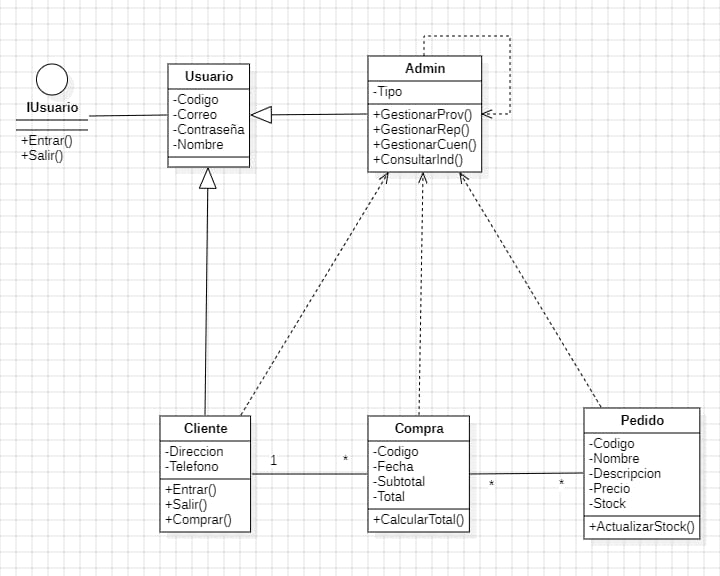 IUsuario
+Entrar()
+Salir()
Usuario
-Codigo
-Correo
-Contraseña
-Nombre
Admin
-Tipo
+GestionarProv()
+GestionarRep()
+GestionarCuen()
+ConsultarInd()
Cliente
-Direccion
-Telefono
+Entrar()
+Salir()
+Comprar()
1
*
Compra
-Codigo
-Fecha
-Subtotal
-Total
+CalcularTotal()
*
*
Pedido
-Codigo
-Nombre
-Descripcion
-Precio
-Stock
+ActualizarStock()